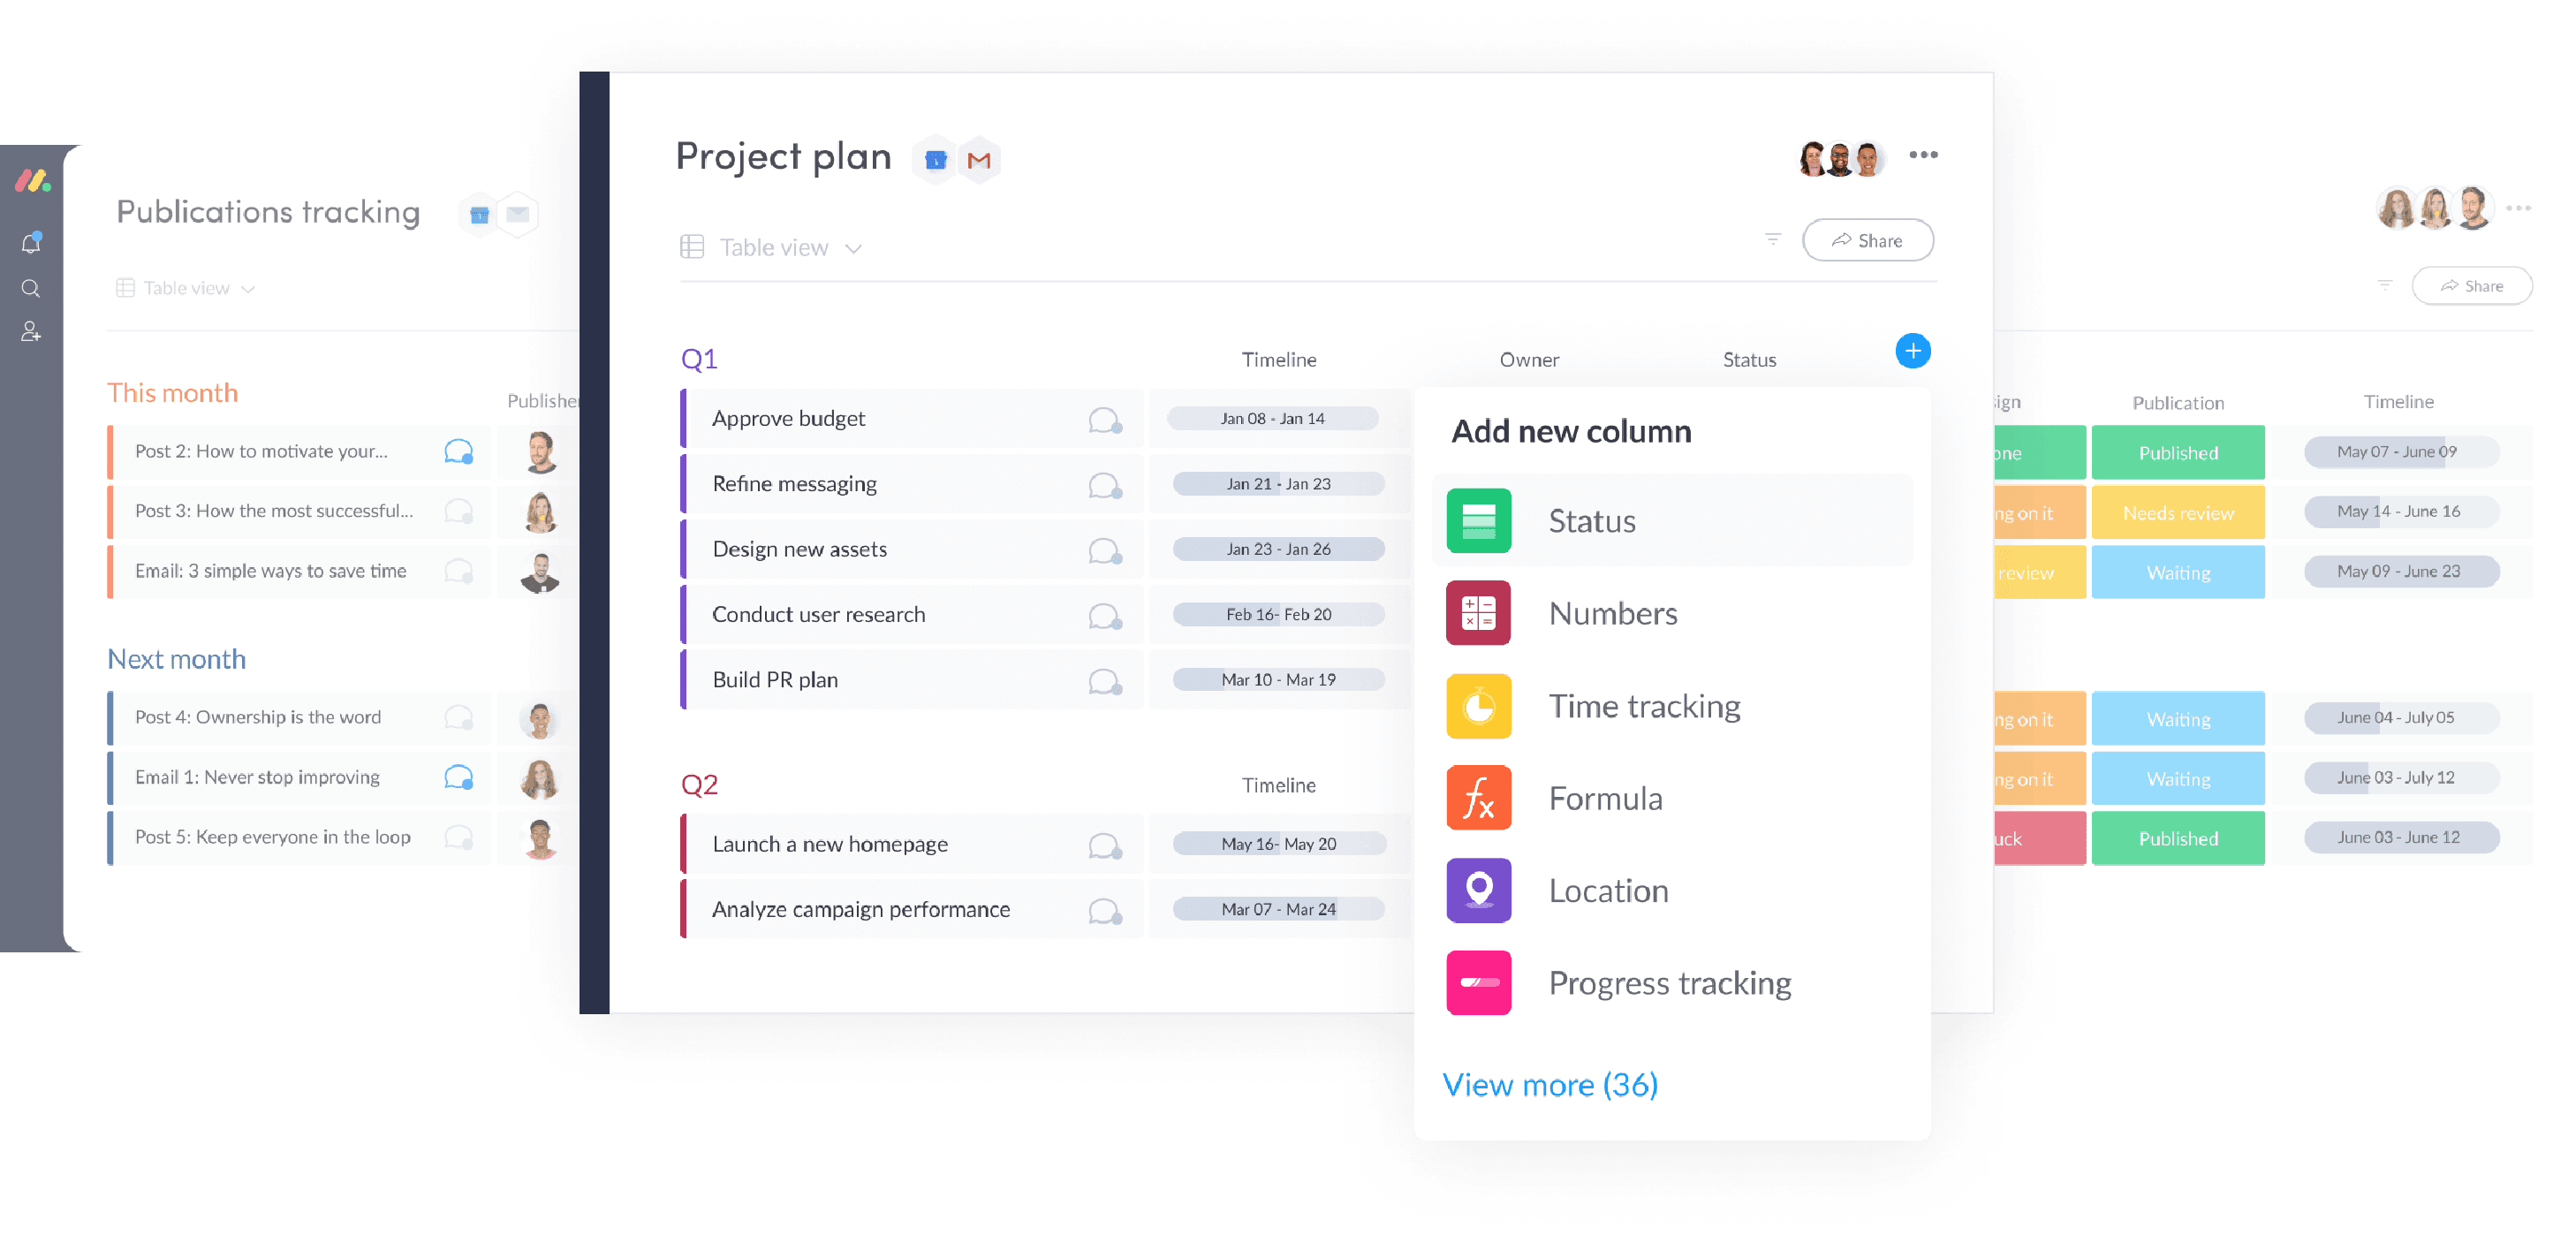 Project plan
Table view
Share
Q1 Timeline Owner Status
Approve budget Jan 08 - Jan 14
Refine messaging Jan 21 - Jan 23
Design new assets Jan 23 - Jan 26
Conduct user research Feb 16- Feb 20
Build PR plan Mar 10 - Mar 19
Q2 Timeline
Launch a new homepage May 16- May 20
Analyze campaign performance Mar 07 - Mar 24
Add new column
Status
Numbers
Time tracking
Formula
Location
Progress tracking
View more (36)
Publications tracking
Table view
Share
This month Publisher
Publication Timeline
Post 2: How to motivate your... Published May 07 - June 09
Post 3: How the most successful... ng on it Needs review May 14 - June 16
Email: 3 simple ways to save time review Waiting May 09 - June 23
Next month
Post 4: Ownership is the word ng on it Waiting June 04 - July 05
Email 1: Never stop improving ng on it Waiting June 03 - July 12
Post 5: Keep everyone in the loop uck Published June 03 - June 12